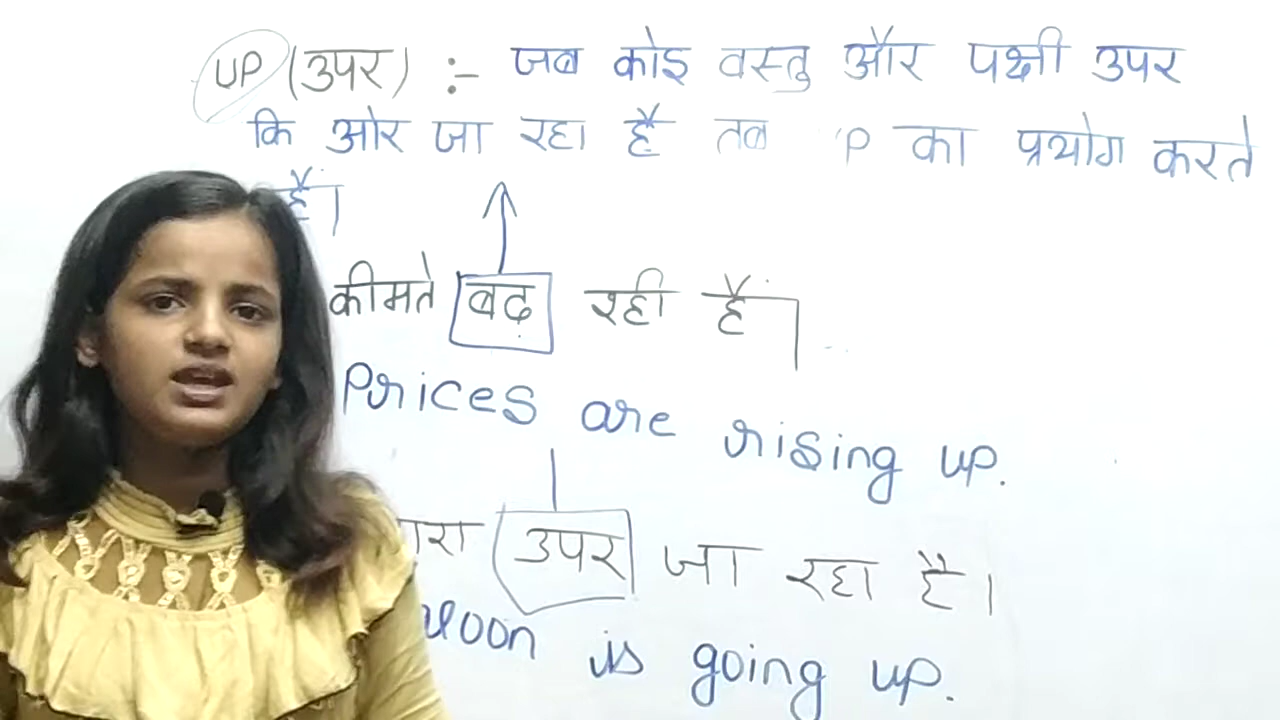 UP (उपर) :- जब कोइ वस्तु और पक्षी उपर
कि ओर जा रहा है तब P का प्रयोग करते
हैं।
कीमते बढ़ रही हैं।
Prices are rising up.
उपर जा रहा है।
is going up.